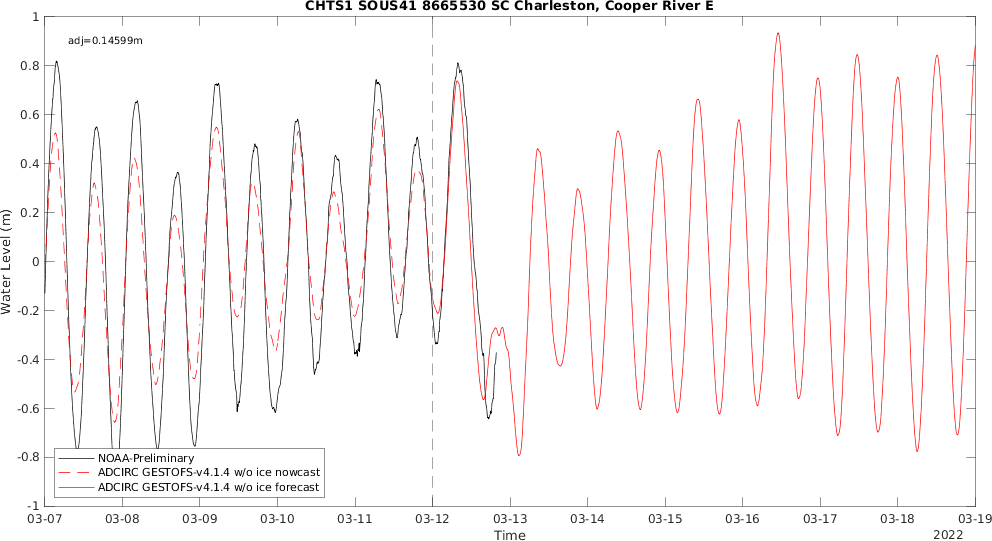 CHTS1 SOUS41 8665530 SC Charleston, Cooper River E
adj=0.14599m
1
0.8
0.6
0.4
0.2
0
-0.2
-0.4
-0.6
-0.8
-1
Water Level (m)
NOAA-Preliminary
ADCIRC GESTOFS-v4.1.4 w/o ice nowcast
ADCIRC GESTOFS-v4.1.4 w/o ice forecast
03-07 03-08 03-09 03-10 03-11 03-12 03-13 03-14 03-15 03-16 03-17 03-18 03-19
Time
2022